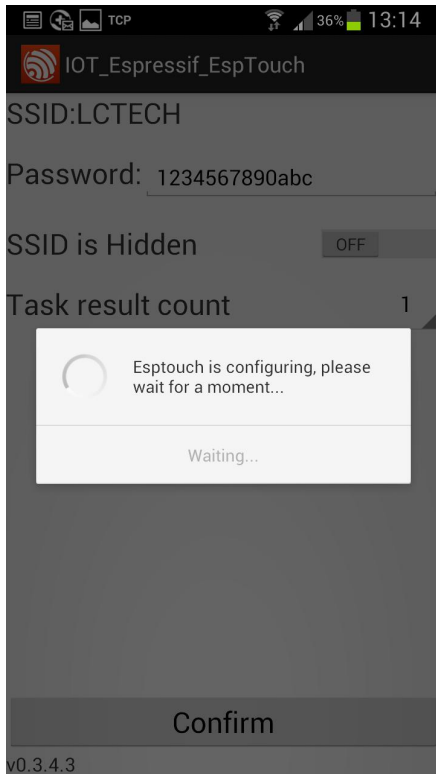 TCP 36% 13:14
IOT_Espressif_EspTouch
SSID:LCTECH
Password: 1234567890abc
SSID is Hidden OFF
Task result count 1
Esptouch is configuring, please
wait for a moment...
Waiting...
Confirm
v0.3.4.3